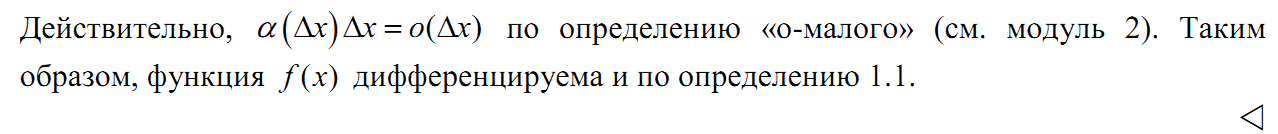 Действительно, α(Δx)Δx = o(Δx) по определению «о-малого» (см. модуль 2). Таким
образом, функция f(x) дифференцируема и по определению 1.1.
◁